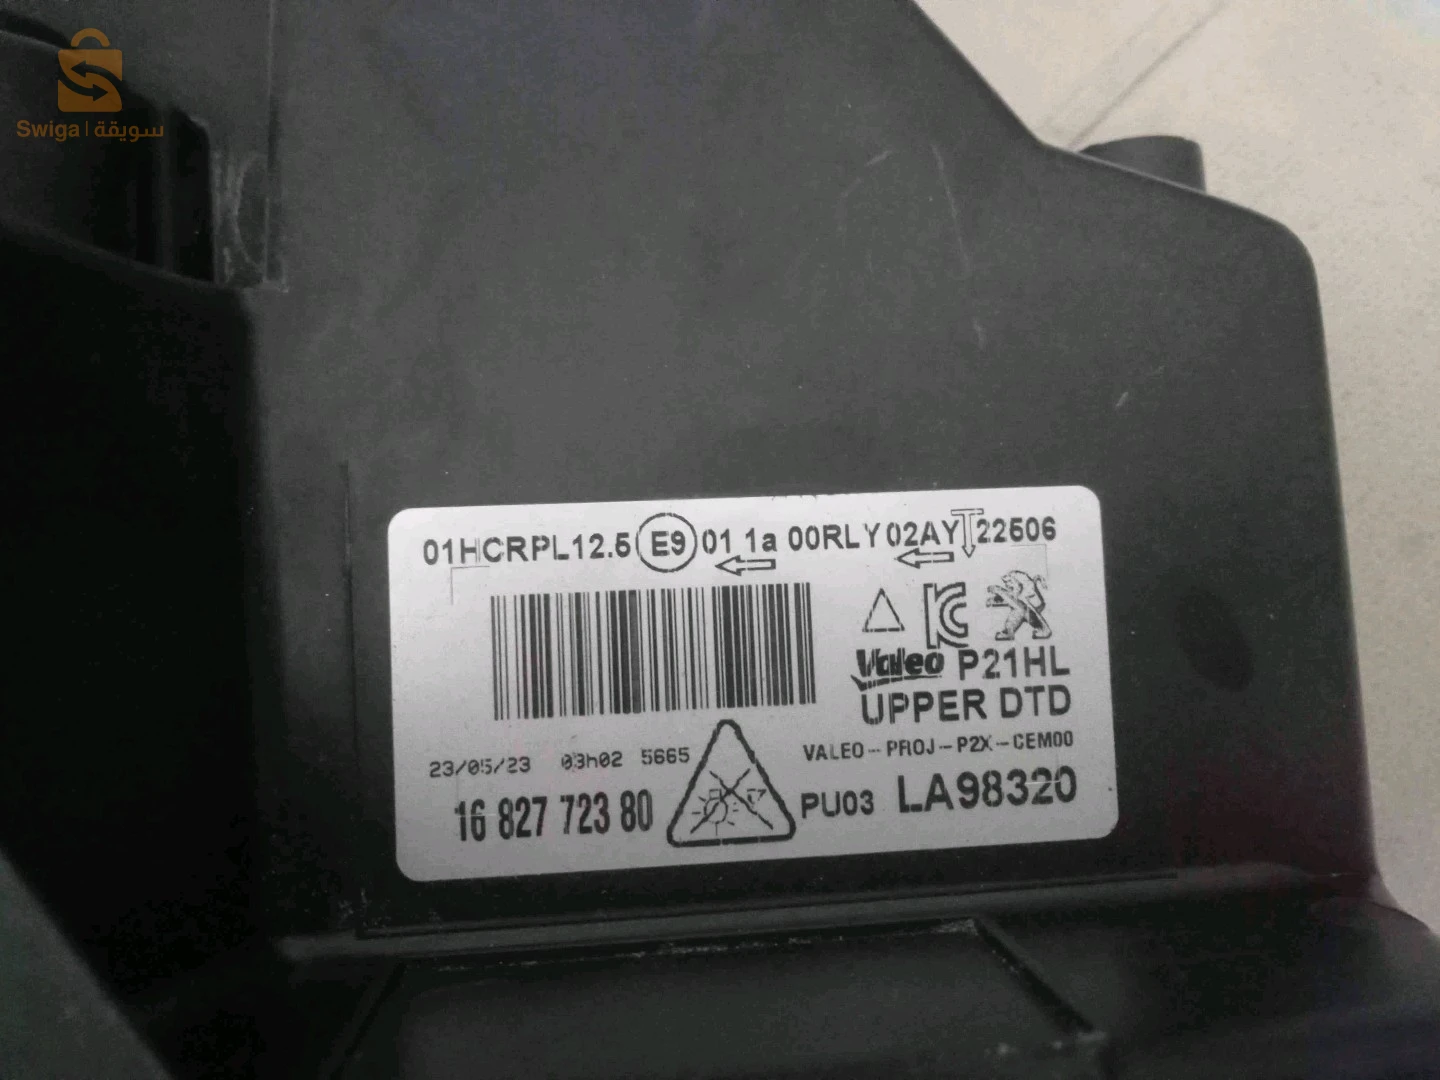 Swiga | سويقة
01HCRPL12.5 E9 01 1a 00RLY 02AY 22506
KC
Valeo P21HL
UPPER DTD
VALEO-PROJ-P2X-CEM00
23/05/23 03h02 5665
16 827 723 80
PU03 LA98320